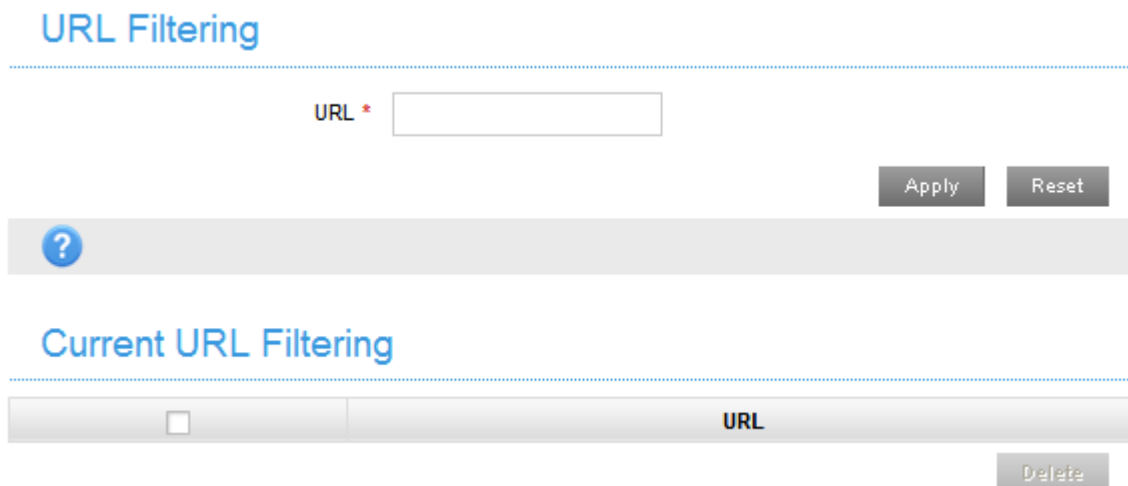 URL Filtering
URL *
Apply Reset
?
Current URL Filtering
URL
Delete